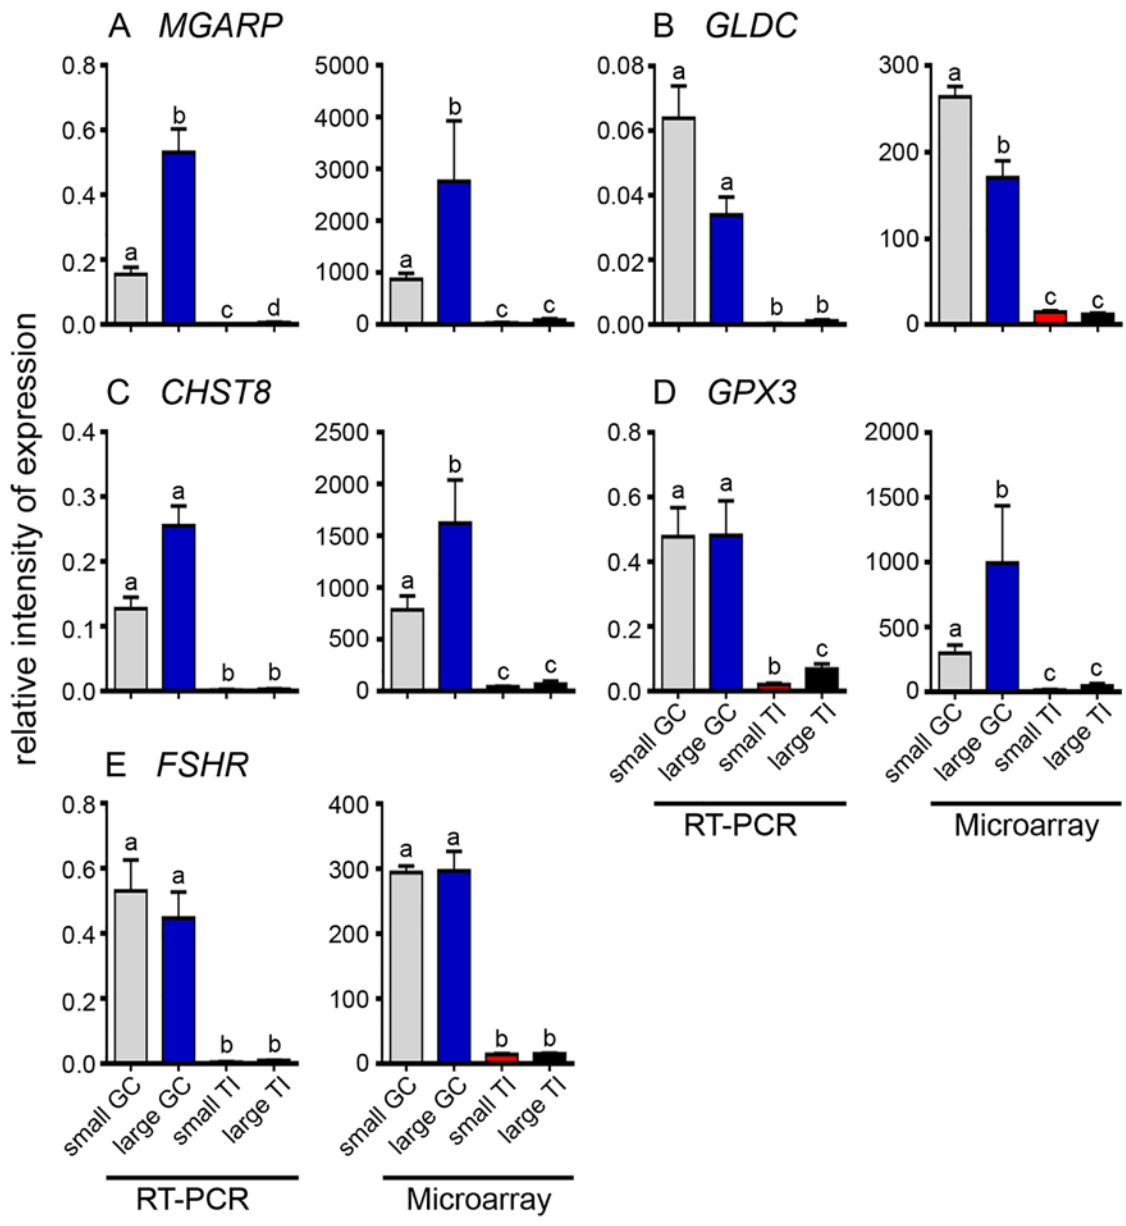 A MGARP
0.8
0.6
0.4
0.2
0.0
a
b
c
d
5000
4000
3000
2000
1000
0
a
b
c
c
B GLDC
0.08
0.06
0.04
0.02
0.00
a
a
b
b
300
200
100
0
a
b
c
c
relative intensity of expression
C CHST8
0.4
0.3
0.2
0.1
0.0
a
a
b
b
2500
2000
1500
1000
500
0
a
b
c
c
D GPX3
0.8
0.6
0.4
0.2
0.0
a
a
b
c
small GC
large GC
small TI
large TI
RT-PCR
2000
1500
1000
500
0
a
b
c
c
small GC
large GC
small TI
large TI
Microarray
E FSHR
0.8
0.6
0.4
0.2
0.0
a
a
b
b
small GC
large GC
small TI
large TI
RT-PCR
400
300
200
100
0
a
a
b
b
small GC
large GC
small TI
large TI
Microarray